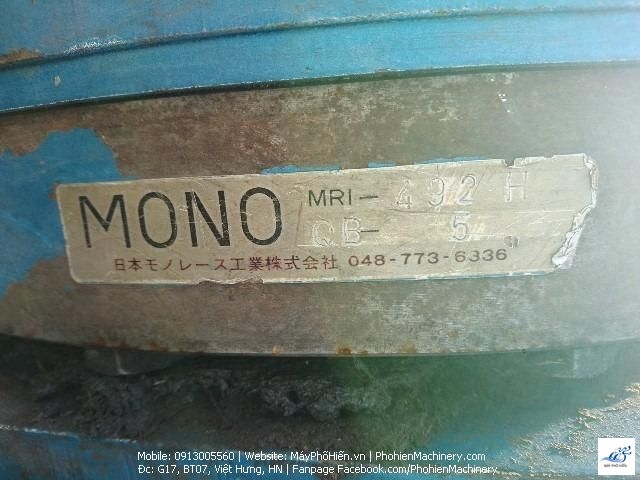 MONO MRI-492 H
QB- 5
日本モノレース工業株式会社 048-773-6336
Mobile: 0913005560 | Website: MáyPhốHiến.vn | PhohienMachinery.com
Đc: G17, BT07, Việt Hưng, HN | Fanpage Facebook.com/PhohienMachinery